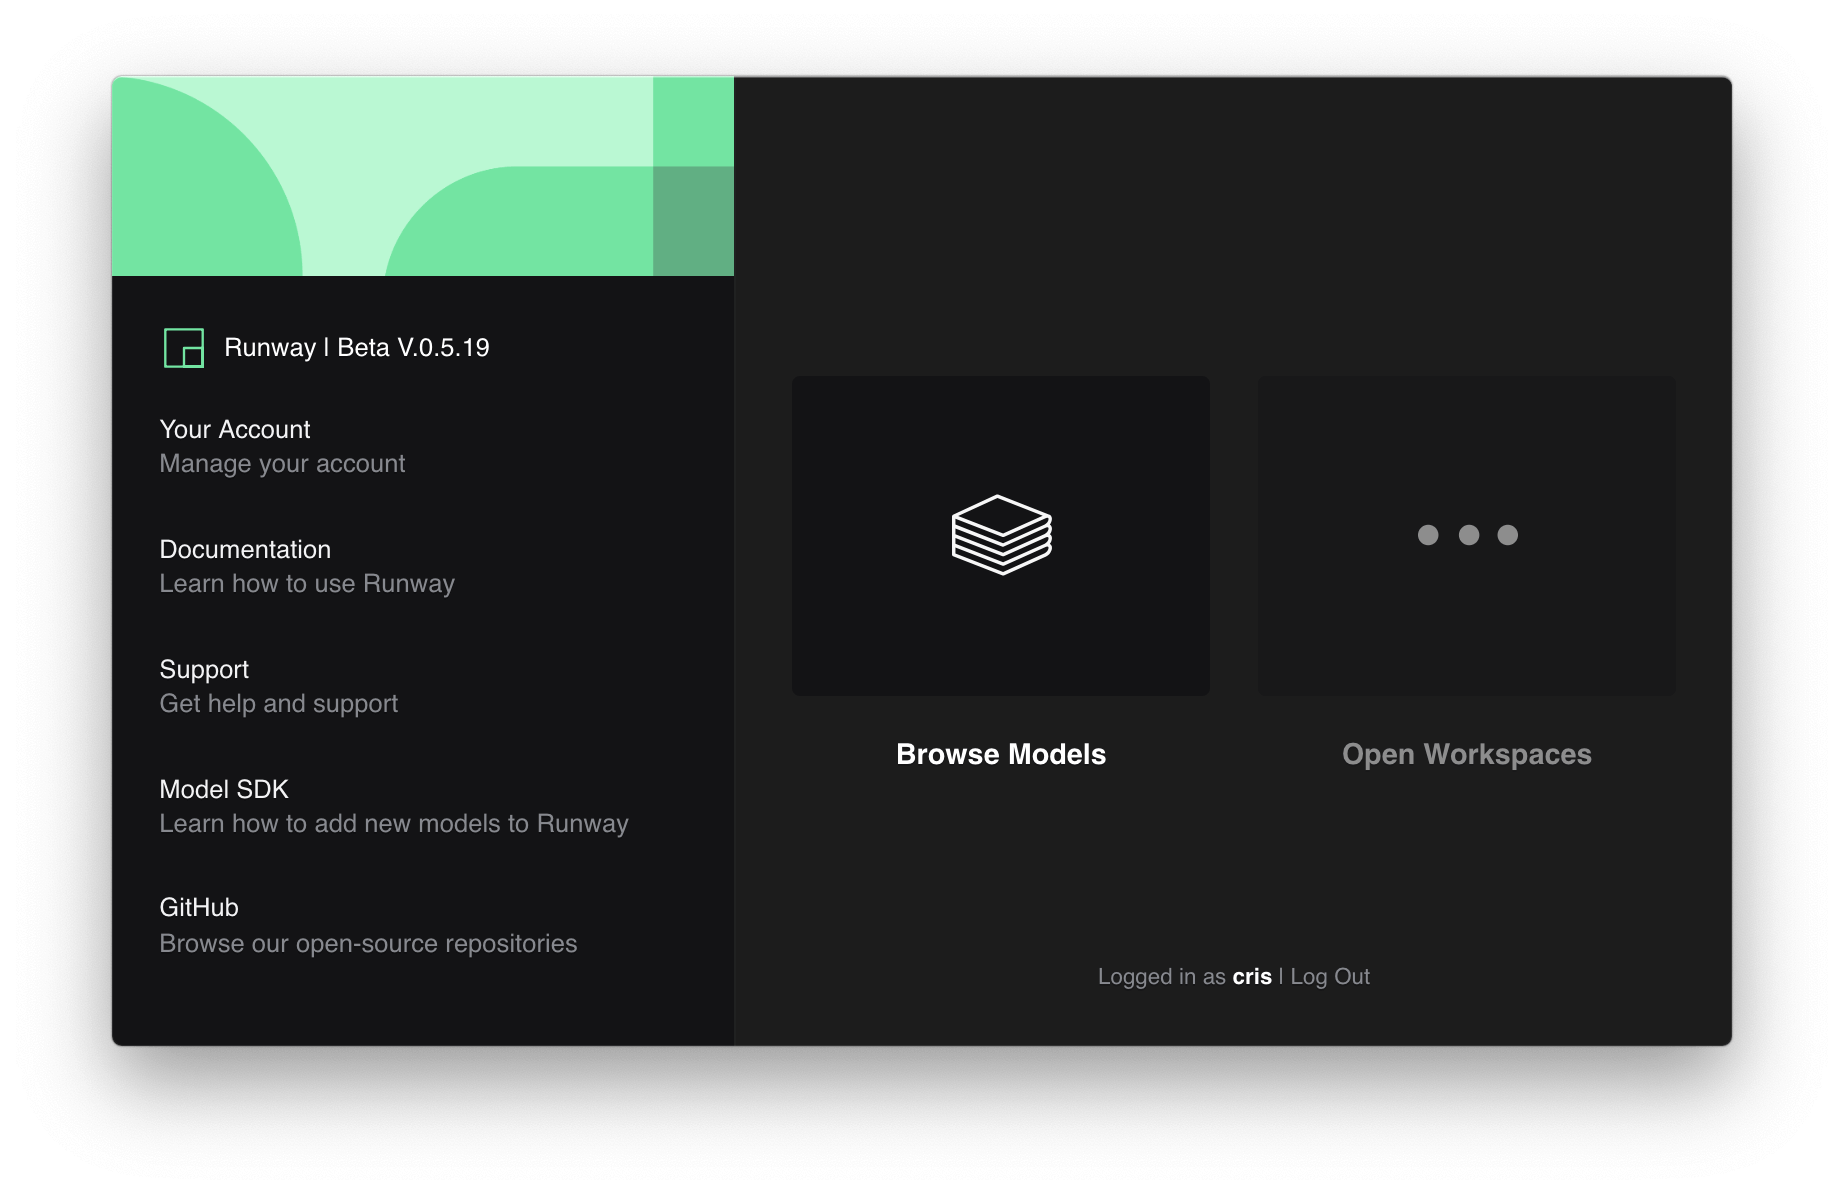 Runway | Beta V.0.5.19
Your Account
Manage your account
Documentation
Learn how to use Runway
Support
Get help and support
Model SDK
Learn how to add new models to Runway
GitHub
Browse our open-source repositories
Browse Models
Open Workspaces
Logged in as cris | Log Out